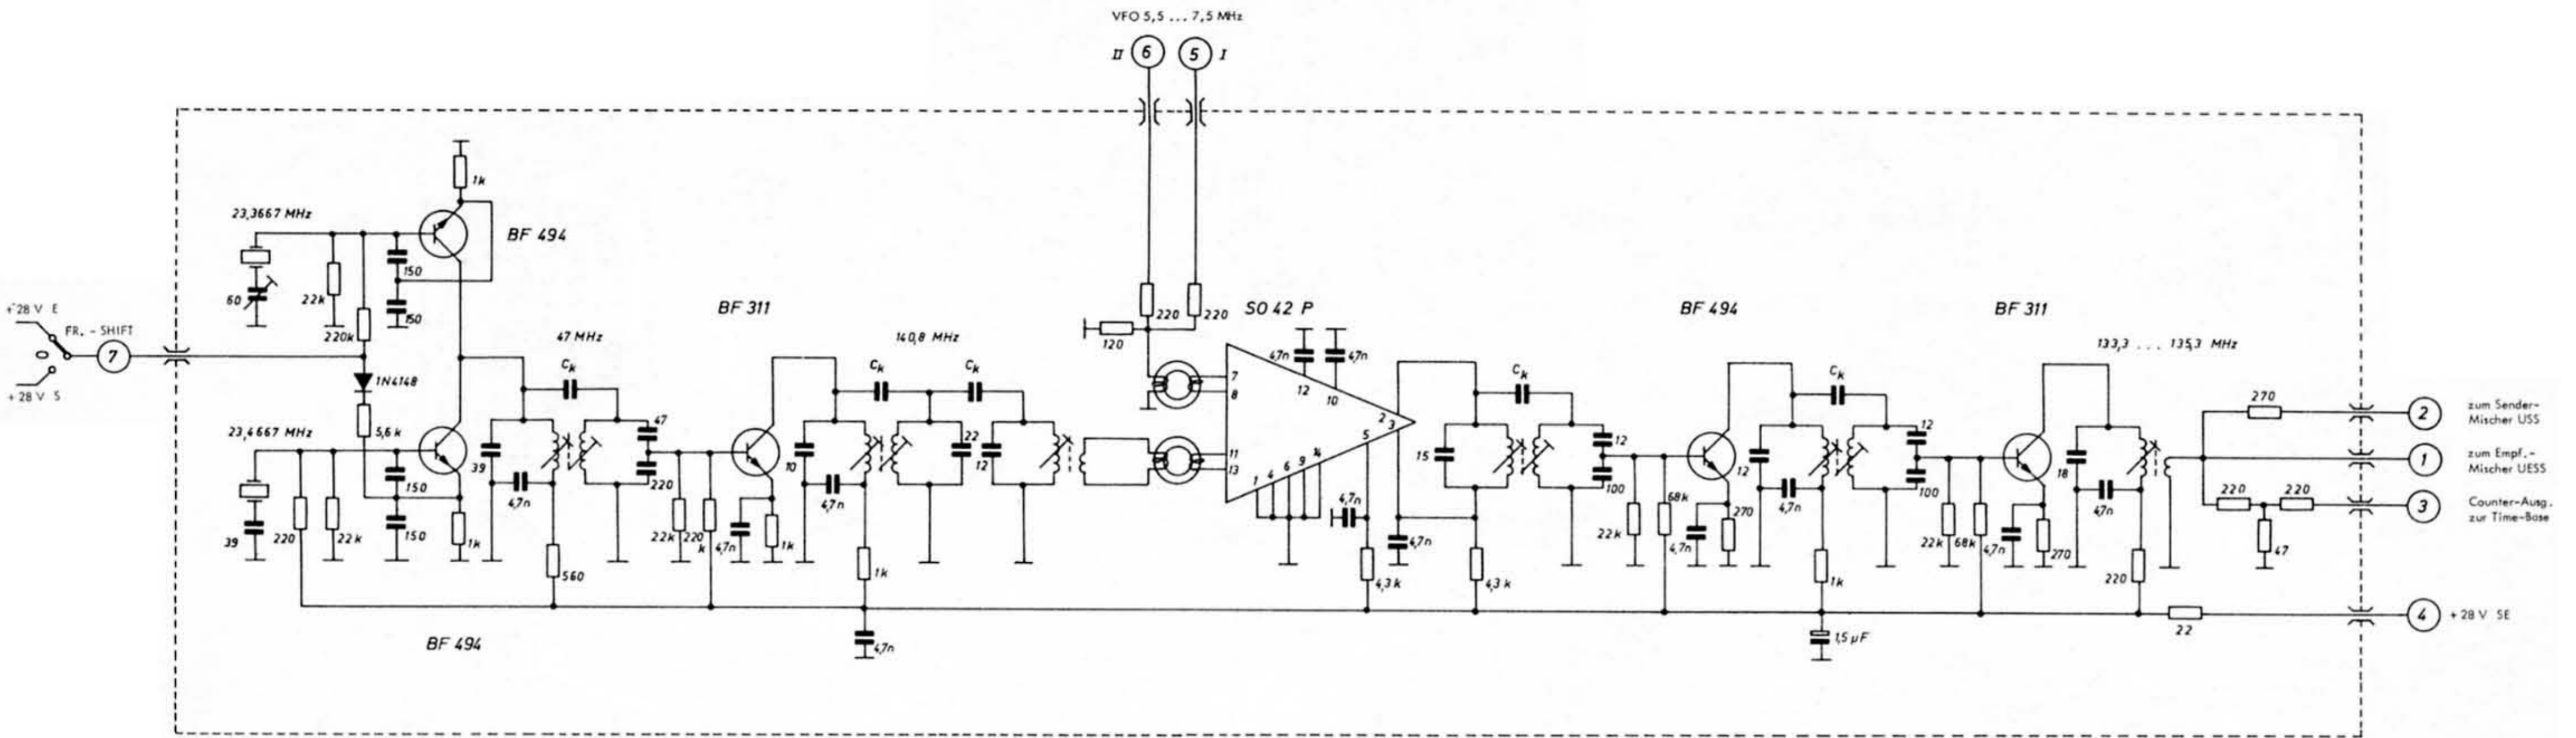 VFO 5,5 ... 7,5 MHz
II 6 5 I
1k
23,3667 MHz
BF 494
150
60
22k
150
220k
+28 V E
FR. - SHIFT
7
+28 V S
1N4148
5,6 k
23,4667 MHz
150
39
220
22k
150
1k
BF 494
47 MHz
Ck
39
4,7n
47
220
560
BF 311
22k
220 k
4,7n
1k
140,8 MHz
Ck
Ck
10
4,7n
22
12
1k
4,7n
220
220
120
SO 42 P
4,7n
4,7n
7
8
12
10
11
13
2
3
5
1 4 6 9 14
4,7n
4,7n
4,3 k
4,3 k
Ck
15
12
100
BF 494
22k
68k
4,7n
270
Ck
12
4,7n
12
100
1k
1,5 µF
BF 311
22k
68k
4,7n
270
133,3 ... 135,3 MHz
18
4,7n
220
270
2
zum Sender-
Mischer USS
1
zum Empf.-
Mischer UESS
220
220
3
Counter-Ausg.
zur Time-Base
47
22
4
+28 V SE